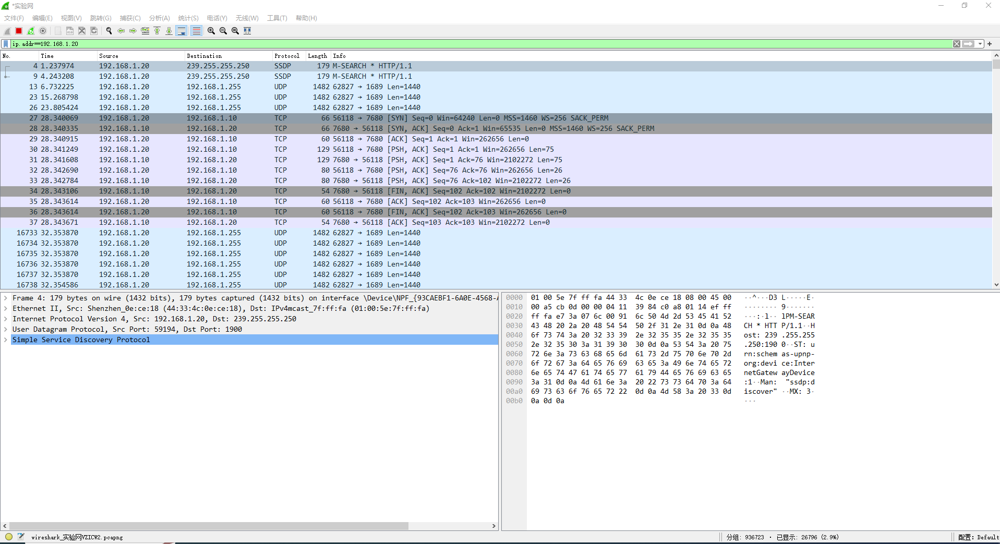 *实验网
文件(F) 编辑(E) 视图(V) 跳转(G) 捕获(C) 分析(A) 统计(S) 电话(Y) 无线(W) 工具(T) 帮助(H)
ip.addr==192.168.1.20
No. Time Source Destination Protocol Length Info
4 1.237974 192.168.1.20 239.255.255.250 SSDP 179 M-SEARCH * HTTP/1.1
9 4.243208 192.168.1.20 239.255.255.250 SSDP 179 M-SEARCH * HTTP/1.1
13 6.732225 192.168.1.20 192.168.1.255 UDP 1482 62827 → 1689 Len=1440
23 15.268798 192.168.1.20 192.168.1.255 UDP 1482 62827 → 1689 Len=1440
26 23.805424 192.168.1.20 192.168.1.255 UDP 1482 62827 → 1689 Len=1440
27 28.340069 192.168.1.20 192.168.1.10 TCP 66 56118 → 7680 [SYN] Seq=0 Win=64240 Len=0 MSS=1460 WS=256 SACK_PERM
28 28.340335 192.168.1.10 192.168.1.20 TCP 66 7680 → 56118 [SYN, ACK] Seq=0 Ack=1 Win=65535 Len=0 MSS=1460 WS=256 SACK_PERM
29 28.340915 192.168.1.20 192.168.1.10 TCP 60 56118 → 7680 [ACK] Seq=1 Ack=1 Win=262656 Len=0
30 28.341249 192.168.1.20 192.168.1.10 TCP 129 56118 → 7680 [PSH, ACK] Seq=1 Ack=1 Win=262656 Len=75
31 28.341608 192.168.1.10 192.168.1.20 TCP 129 7680 → 56118 [PSH, ACK] Seq=1 Ack=76 Win=2102272 Len=75
32 28.342690 192.168.1.20 192.168.1.10 TCP 80 56118 → 7680 [PSH, ACK] Seq=76 Ack=76 Win=262656 Len=26
33 28.342784 192.168.1.10 192.168.1.20 TCP 80 7680 → 56118 [PSH, ACK] Seq=76 Ack=102 Win=2102272 Len=26
34 28.343106 192.168.1.10 192.168.1.20 TCP 54 7680 → 56118 [FIN, ACK] Seq=102 Ack=102 Win=2102272 Len=0
35 28.343614 192.168.1.20 192.168.1.10 TCP 60 56118 → 7680 [ACK] Seq=102 Ack=103 Win=262656 Len=0
36 28.343614 192.168.1.20 192.168.1.10 TCP 60 56118 → 7680 [FIN, ACK] Seq=102 Ack=103 Win=262656 Len=0
37 28.343671 192.168.1.10 192.168.1.20 TCP 54 7680 → 56118 [ACK] Seq=103 Ack=103 Win=2102272 Len=0
16733 32.353870 192.168.1.20 192.168.1.255 UDP 1482 62827 → 1689 Len=1440
16734 32.353870 192.168.1.20 192.168.1.255 UDP 1482 62827 → 1689 Len=1440
16735 32.353870 192.168.1.20 192.168.1.255 UDP 1482 62827 → 1689 Len=1440
16736 32.353870 192.168.1.20 192.168.1.255 UDP 1482 62827 → 1689 Len=1440
16737 32.353870 192.168.1.20 192.168.1.255 UDP 1482 62827 → 1689 Len=1440
16738 32.354586 192.168.1.20 192.168.1.255 UDP 1482 62827 → 1689 Len=1440
Frame 4: 179 bytes on wire (1432 bits), 179 bytes captured (1432 bits) on interface \Device\NPF_{93CAEBF1-6A0E-4568-A
Ethernet II, Src: Shenzhen_0e:ce:18 (44:33:4c:0e:ce:18), Dst: IPv4mcast_7f:ff:fa (01:00:5e:7f:ff:fa)
Internet Protocol Version 4, Src: 192.168.1.20, Dst: 239.255.255.250
User Datagram Protocol, Src Port: 59194, Dst Port: 1900
Simple Service Discovery Protocol
0000 01 00 5e 7f ff fa 44 33 4c 0e ce 18 08 00 45 00 ··^···D3 L·····E·
0010 00 a5 cb 0d 00 00 04 11 39 84 c0 a8 01 14 ef ff ········ 9·······
0020 ff fa e7 3a 07 6c 00 91 6c 50 4d 2d 53 45 41 52 ···:·l·· lPM-SEAR
0030 43 48 20 2a 20 48 54 54 50 2f 31 2e 31 0d 0a 48 CH * HTT P/1.1··H
0040 6f 73 74 3a 20 32 33 39 2e 32 35 35 2e 32 35 35 ost: 239 .255.255
0050 2e 32 35 30 3a 31 39 30 30 0d 0a 53 54 3a 20 75 .250:190 0··ST: u
0060 72 6e 3a 73 63 68 65 6d 61 73 2d 75 70 6e 70 2d rn:schem as-upnp-
0070 6f 72 67 3a 64 65 76 69 63 65 3a 49 6e 74 65 72 org:devi ce:Inter
0080 6e 65 74 47 61 74 65 77 61 79 44 65 76 69 63 65 netGatew ayDevice
0090 3a 31 0d 0a 4d 61 6e 3a 20 22 73 73 64 70 3a 64 :1··Man: "ssdp:d
00a0 69 73 63 6f 76 65 72 22 0d 0a 4d 58 3a 20 33 0d iscover" ··MX: 3·
00b0 0a 0d 0a ···
wireshark_实验网VZICW2.pcapng 分组: 936723 · 已显示: 26796 (2.9%) 配置: Default